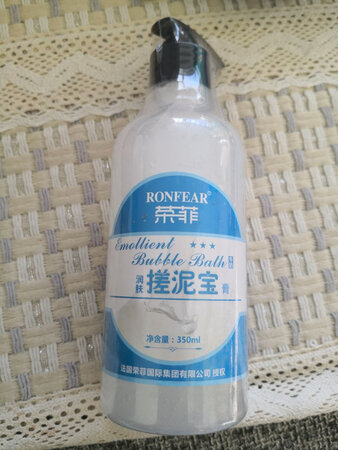 RONFEAR®
荣菲
Emollient ★★★
Bubble Bath
润肤 搓泥宝
净含量：350ml
法国荣菲国际集团有限公司 授权